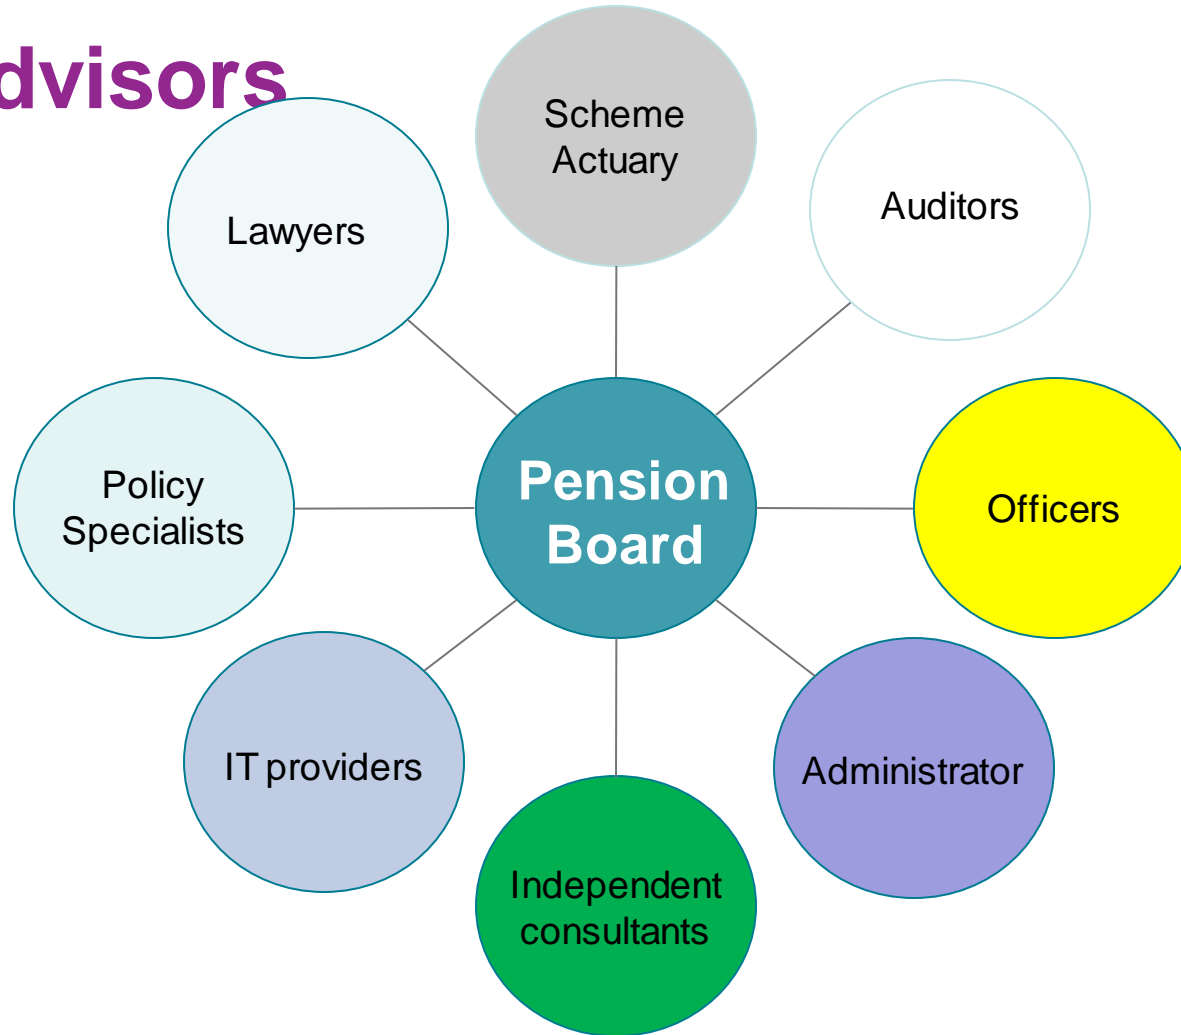 dvisors
Scheme
Actuary
Auditors
Lawyers
Policy
Specialists
Pension
Board
Officers
IT providers
Administrator
Independent
consultants